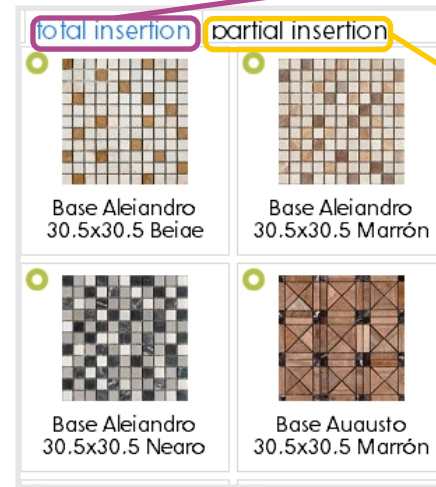 total insertion
partial insertion
Base Alejandro
30.5x30.5 Beige
Base Alejandro
30.5x30.5 Marrón
Base Alejandro
30.5x30.5 Negro
Base Augusto
30.5x30.5 Marrón